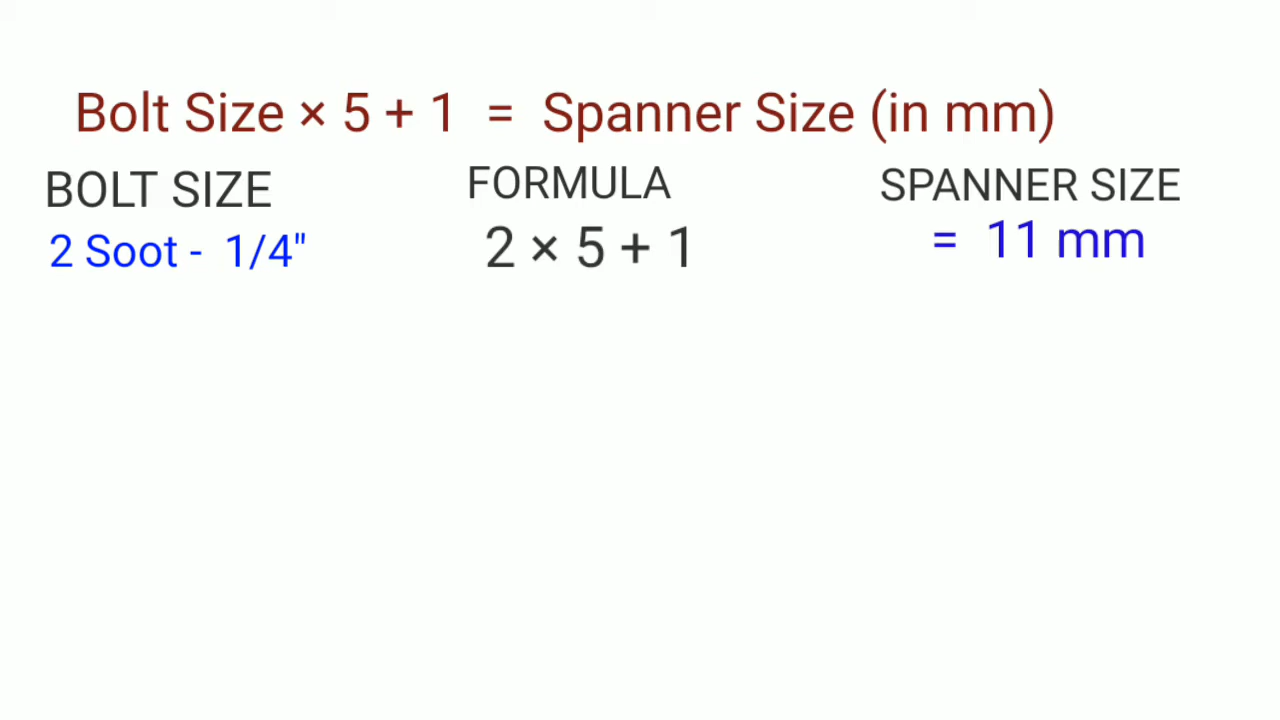 Bolt Size × 5 + 1 = Spanner Size (in mm)
BOLT SIZE FORMULA SPANNER SIZE
2 Soot - 1/4" 2 × 5 + 1 = 11 mm